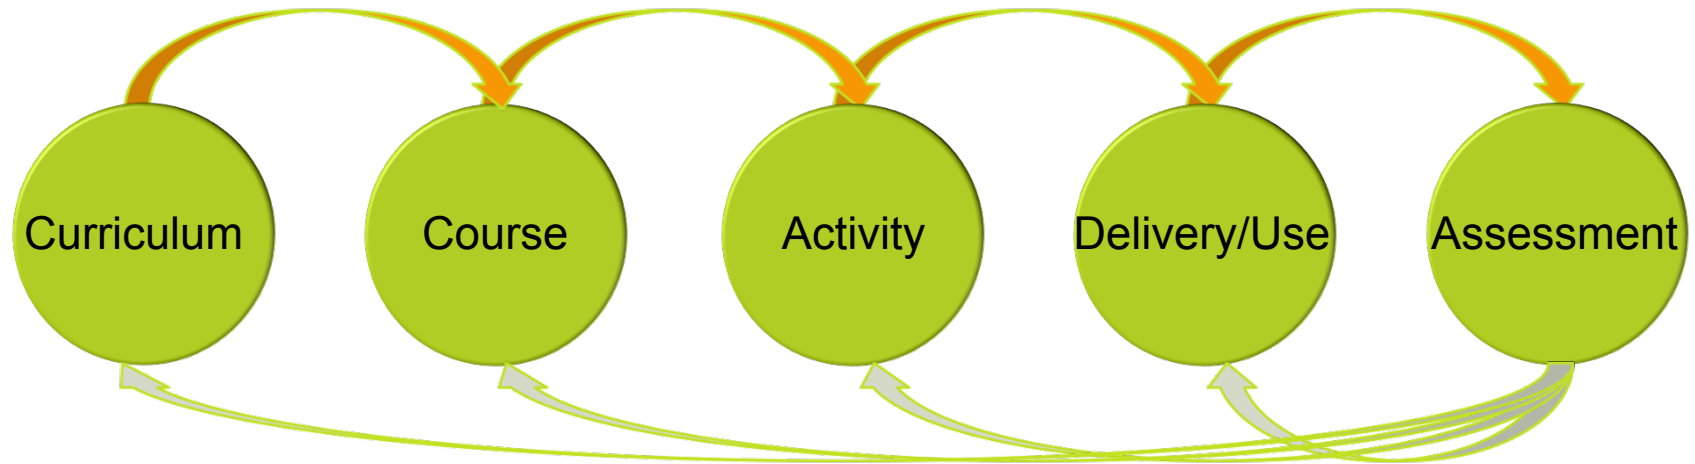 Curriculum
Course
Activity
Delivery/Use
Assessment